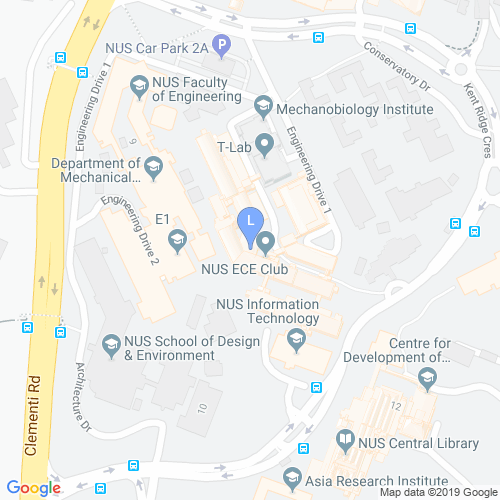 NUS Car Park 2A
P
Conservatory Dr
Kent Ridge Cres
Engineering Drive 1
NUS Faculty
of Engineering
Mechanobiology Institute
T-Lab
Engineering Drive 1
9
Department of
Mechanical...
Engineering Drive 2
E1
L
NUS ECE Club
NUS Information
Technology
NUS School of Design
& Environment
Centre for
Development of...
Clementi Rd
Architecture Dr
10
12
NUS Central Library
Asia Research Institute
Google
Map data ©2019 Google